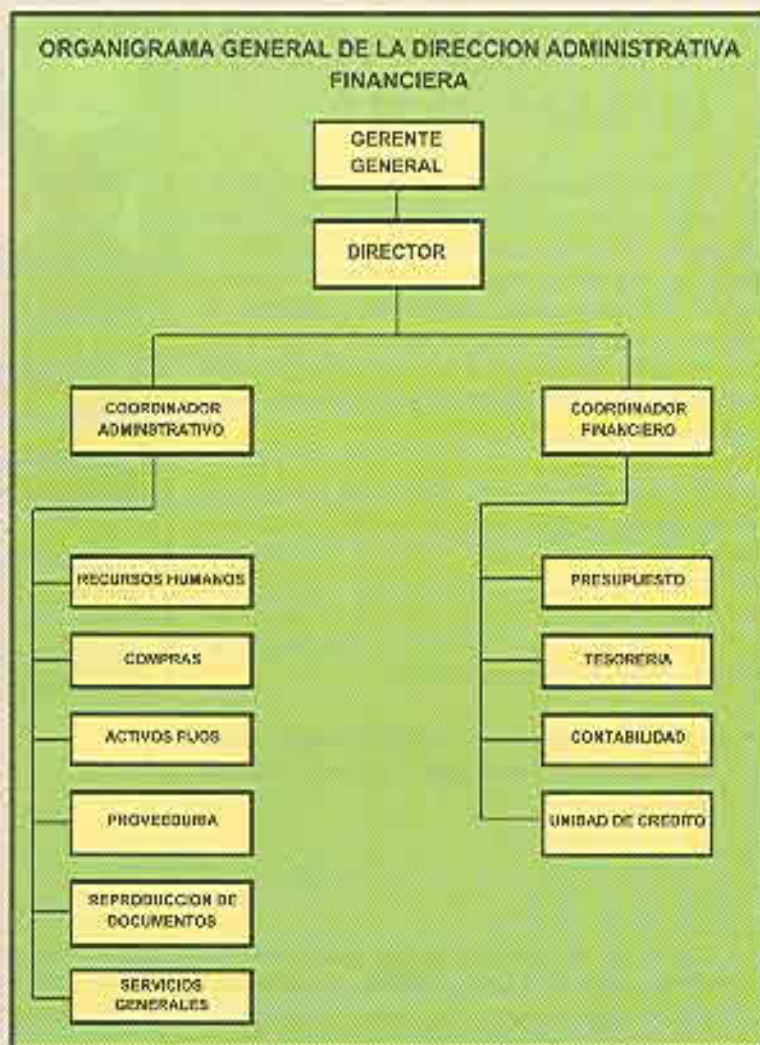 ORGANIGRAMA GENERAL DE LA DIRECCION ADMINISTRATIVA
FINANCIERA
GERENTE
GENERAL
DIRECTOR
COORDINADOR
ADMINSTRATIVO
COORDINADOR
FINANCIERO
RECURSOS HUMANOS
COMPRAS
ACTIVOS FIJOS
PROVEEDURIA
REPRODUCCION DE
DOCUMENTOS
SERVICIOS
GENERALES
PRESUPUESTO
TESORERIA
CONTABILIDAD
UNIDAD DE CREDITO